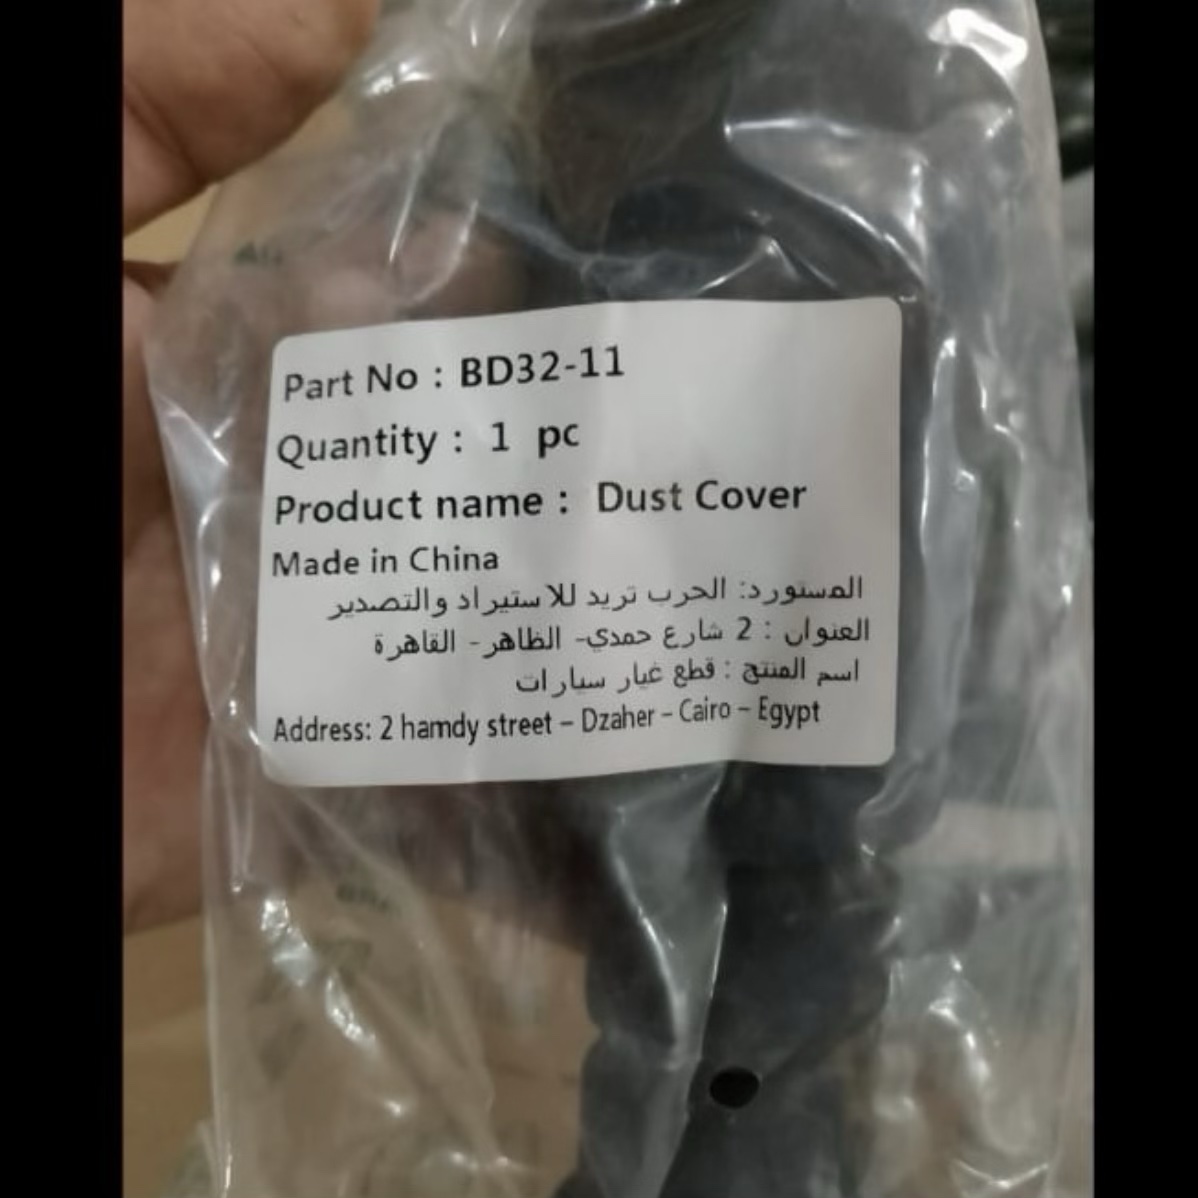 Part No : BD32-11
Quantity : 1 pc
Product name : Dust Cover
Made in China
المستورد: الحرب تريد للاستيراد والتصدير
العنوان : 2 شارع حمدي- الظاهر- القاهرة
اسم المنتج : قطع غيار سيارات
Address: 2 hamdy street – Dzaher – Cairo – Egypt